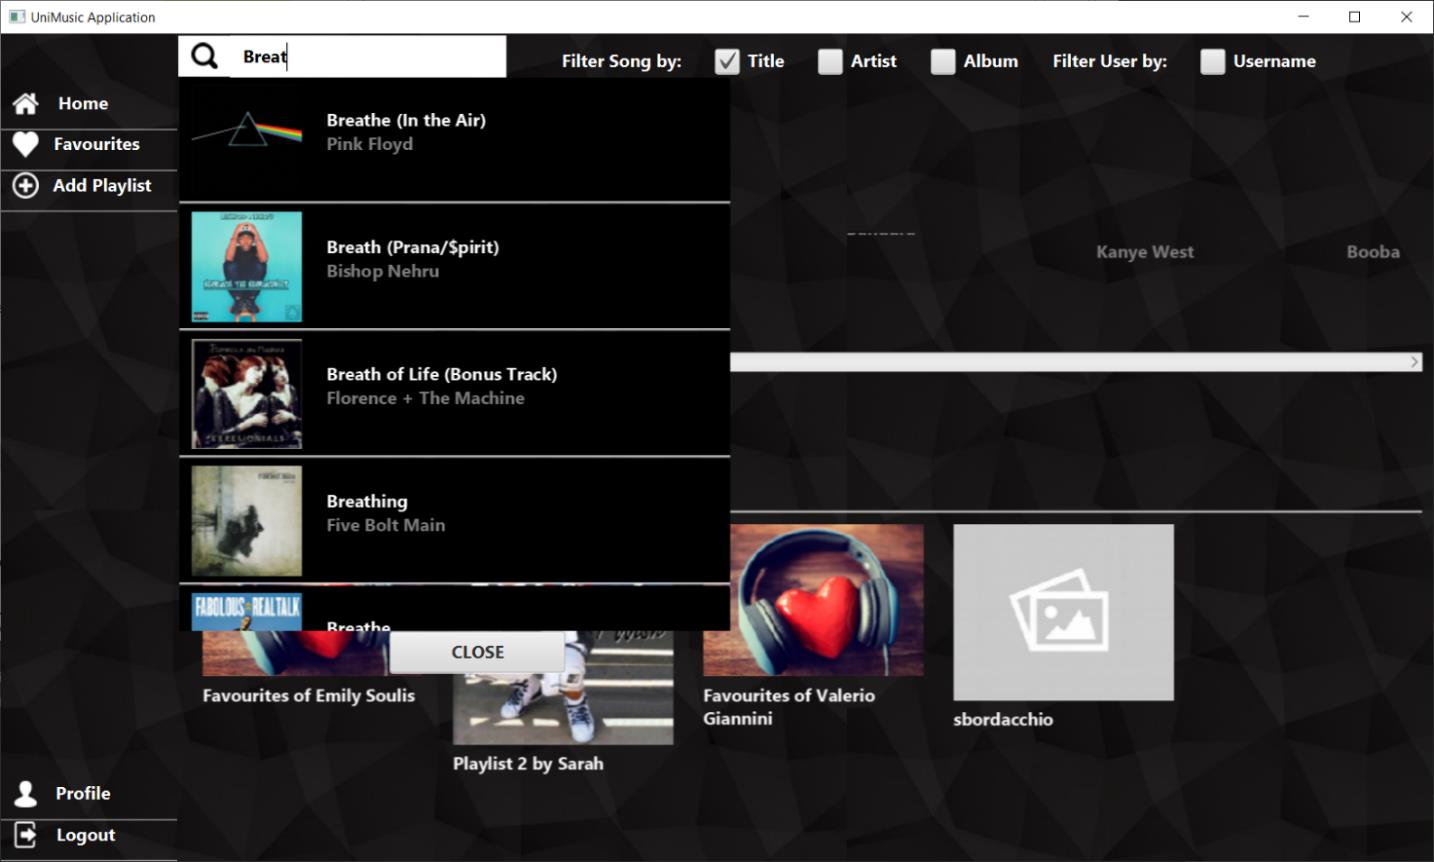 UniMusic Application
Breat
Filter Song by:
Title
Artist
Album
Filter User by:
Username
Home
Favourites
Add Playlist
Breathe (In the Air)
Pink Floyd
Breath (Prana/$pirit)
Bishop Nehru
Kanye West
Booba
Breath of Life (Bonus Track)
Florence + The Machine
Breathing
Five Bolt Main
FABOLOUS REAL TALK
Breathe
CLOSE
Favourites of Emily Soulis
Playlist 2 by Sarah
Favourites of Valerio
Giannini
sbordacchio
Profile
Logout